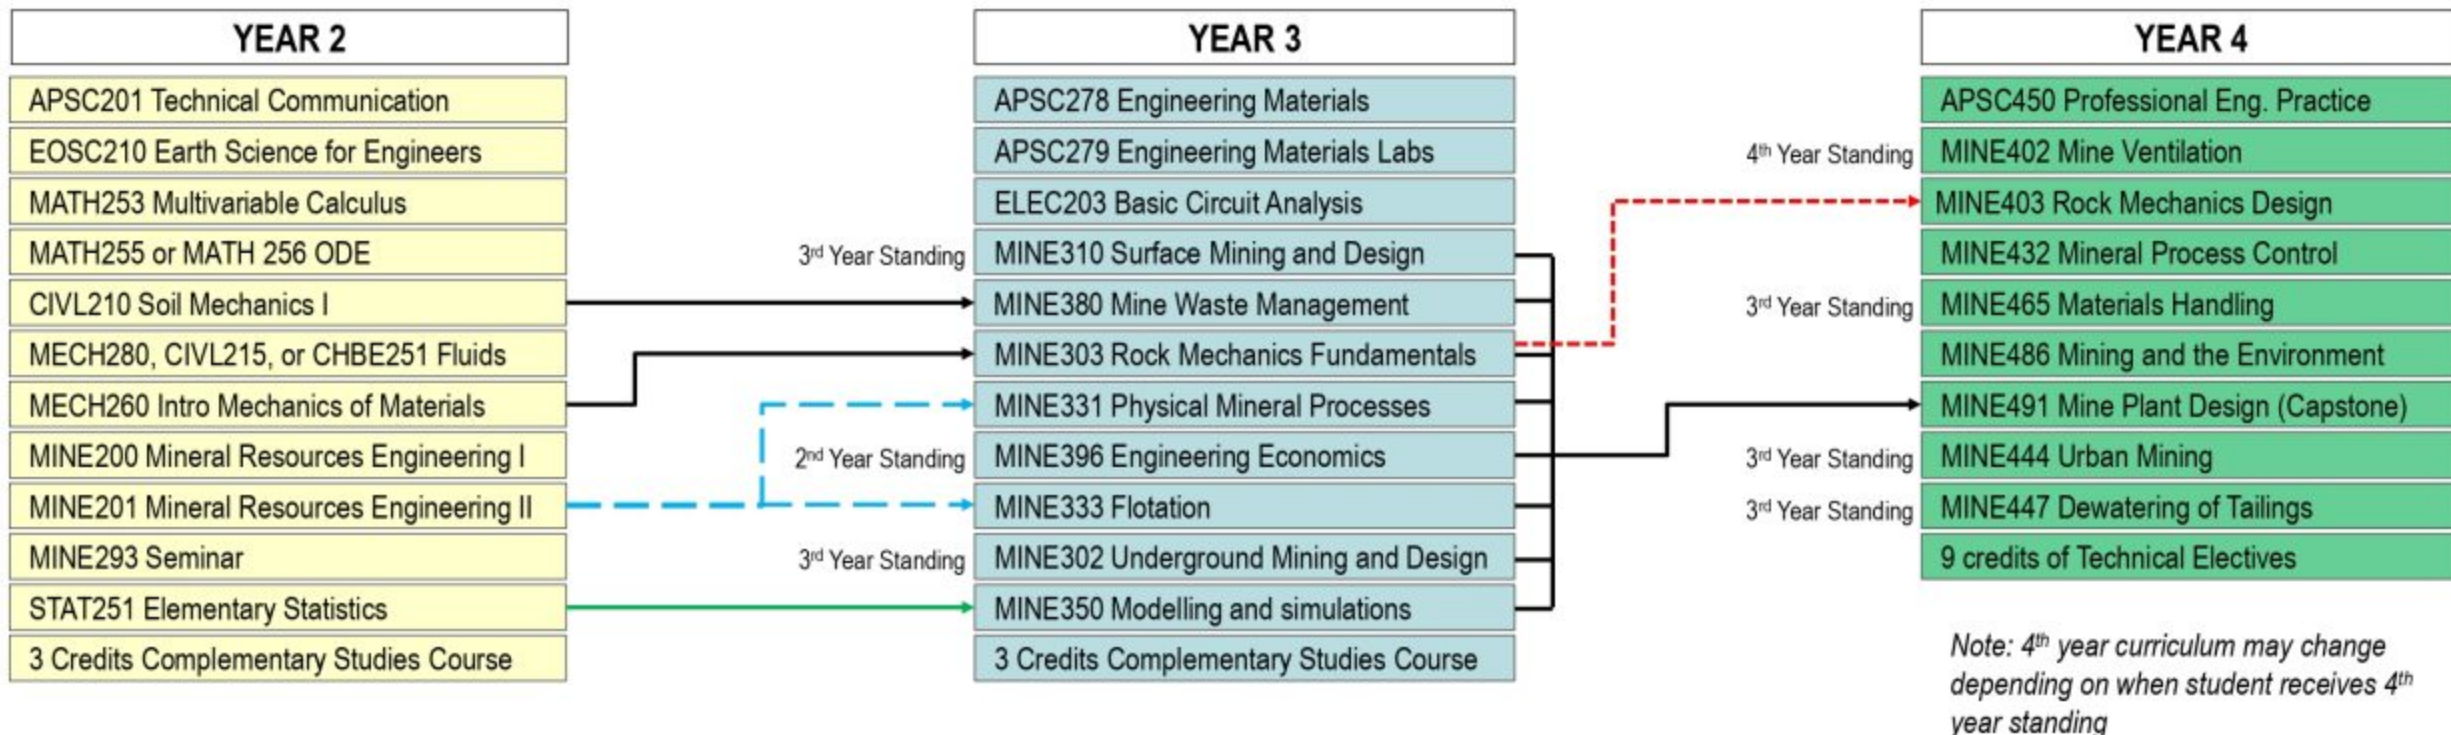 YEAR 2
APSC201 Technical Communication
EOSC210 Earth Science for Engineers
MATH253 Multivariable Calculus
MATH255 or MATH 256 ODE
CIVL210 Soil Mechanics I
MECH280, CIVL215, or CHBE251 Fluids
MECH260 Intro Mechanics of Materials
MINE200 Mineral Resources Engineering I
MINE201 Mineral Resources Engineering II
MINE293 Seminar
STAT251 Elementary Statistics
3 Credits Complementary Studies Course
YEAR 3
APSC278 Engineering Materials
APSC279 Engineering Materials Labs
ELEC203 Basic Circuit Analysis
3rd Year Standing
MINE310 Surface Mining and Design
MINE380 Mine Waste Management
MINE303 Rock Mechanics Fundamentals
MINE331 Physical Mineral Processes
2nd Year Standing
MINE396 Engineering Economics
MINE333 Flotation
3rd Year Standing
MINE302 Underground Mining and Design
MINE350 Modelling and simulations
3 Credits Complementary Studies Course
YEAR 4
APSC450 Professional Eng. Practice
4th Year Standing
MINE402 Mine Ventilation
MINE403 Rock Mechanics Design
MINE432 Mineral Process Control
3rd Year Standing
MINE465 Materials Handling
MINE486 Mining and the Environment
MINE491 Mine Plant Design (Capstone)
3rd Year Standing
MINE444 Urban Mining
3rd Year Standing
MINE447 Dewatering of Tailings
9 credits of Technical Electives
Note: 4th year curriculum may change
depending on when student receives 4th
year standing